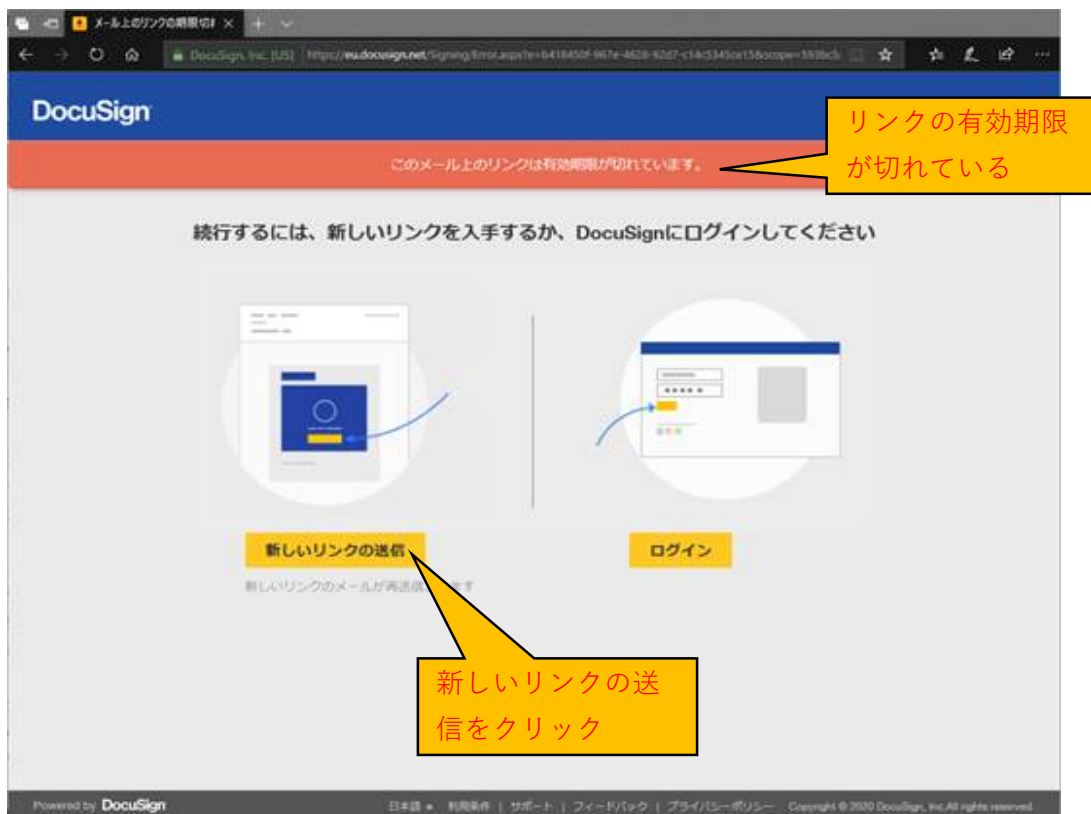 メール上のリンクの期限切れ
DocuSign, Inc. [US]
https://eu.docusign.net/Signing/Error.aspx?e=
DocuSign
リンクの有効期限
が切れている
このメール上のリンクは有効期限が切れています。
続行するには、新しいリンクを入手するか、DocuSignにログインしてください
新しいリンクの送信
ログイン
新しいリンクのメールが再送信
ます
新しいリンクの送
信をクリック
Powered by DocuSign
日本語 利用条件 | サポート | フィードバック | プライバシーポリシー Copyright © 2020 DocuSign, Inc. All rights reserved.